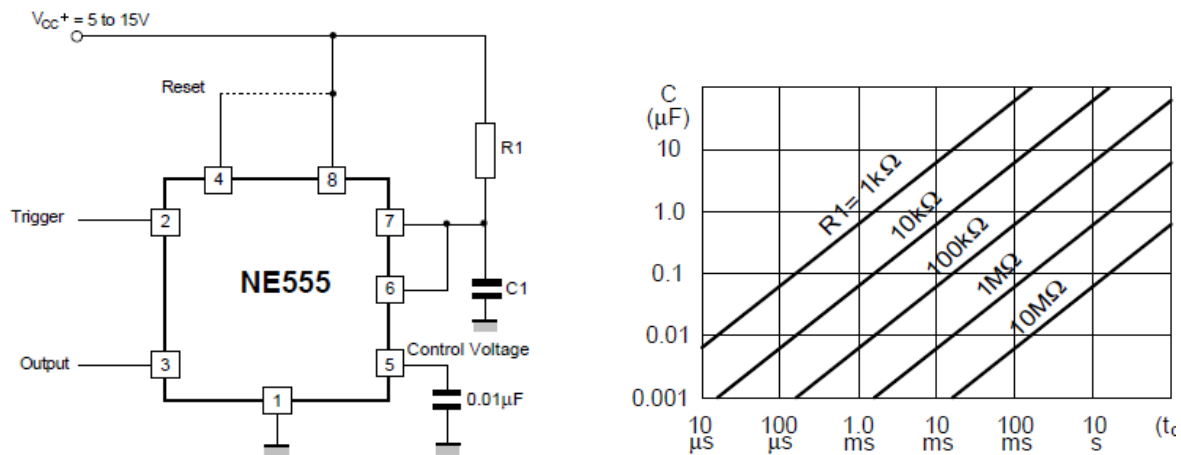 V_CC+ = 5 to 15V
Reset
R1
4
8
Trigger
2
7
NE555
6
C1
Output
3
5
Control Voltage
1
0.01μF
C
(μF)
10
1.0
0.1
0.01
0.001
R1= 1kΩ
10kΩ
100kΩ
1MΩ
10MΩ
10 μs
100 μs
1.0 ms
10 ms
100 ms
10 s
(t